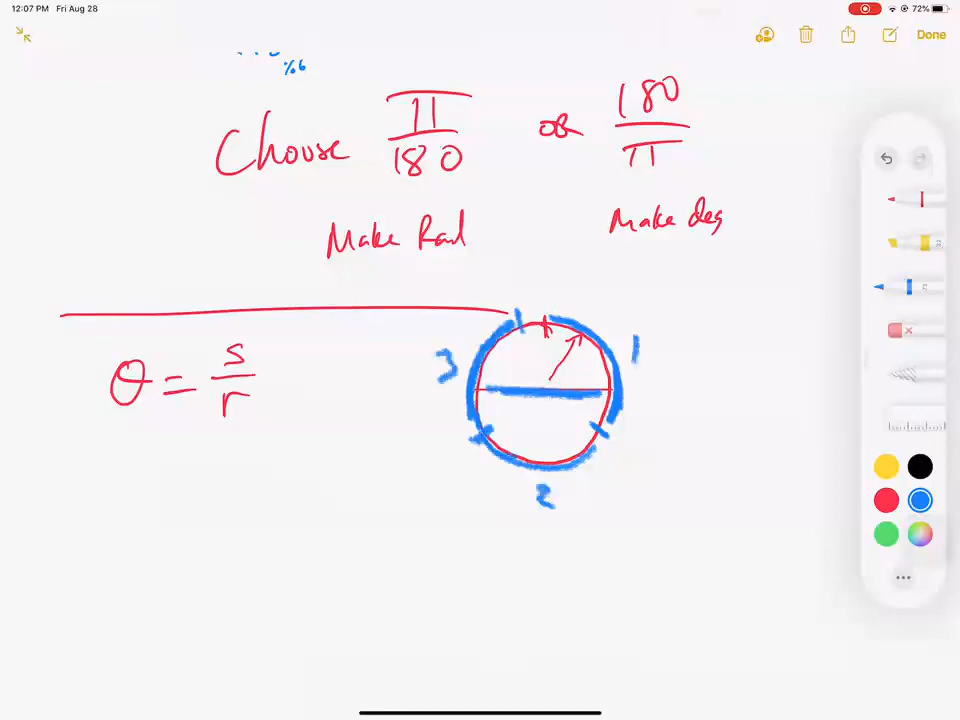 12:07 PM Fri Aug 28
72%
Done
%6
Choose π/180 OR 180/π
Make Rad
Make deg
θ = s/r
1
2
3